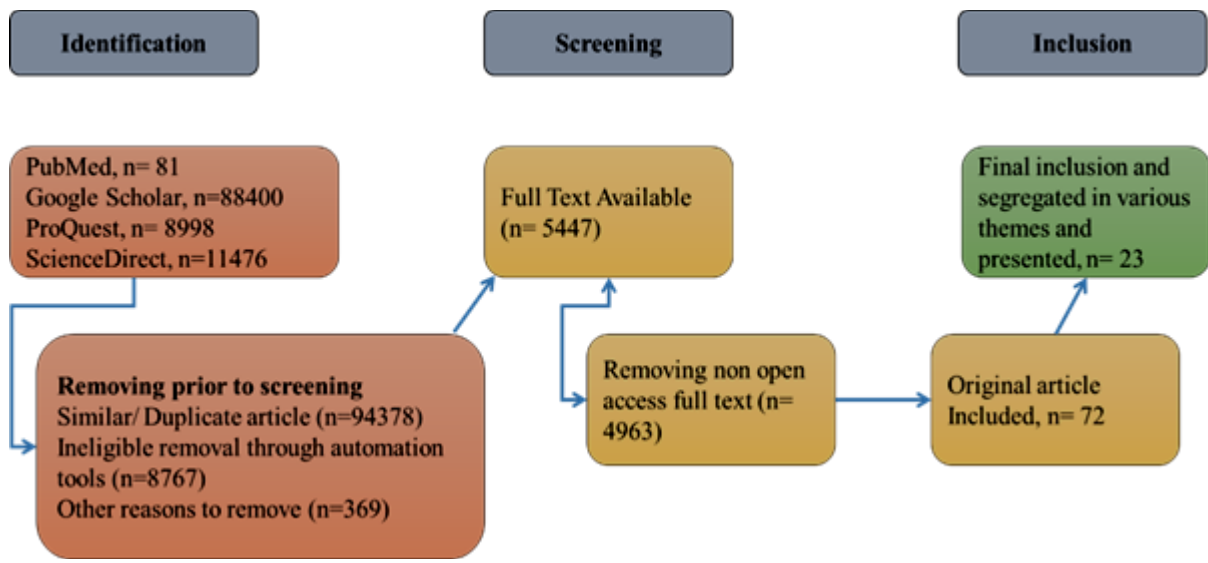 Identification
Screening
Inclusion
PubMed, n= 81
Google Scholar, n=88400
ProQuest, n= 8998
ScienceDirect, n=11476
Full Text Available
(n= 5447)
Final inclusion and
segregated in various
themes and
presented, n= 23
Removing prior to screening
Similar/ Duplicate article (n=94378)
Ineligible removal through automation
tools (n=8767)
Other reasons to remove (n=369)
Removing non open
access full text (n=
4963)
Original article
Included, n= 72